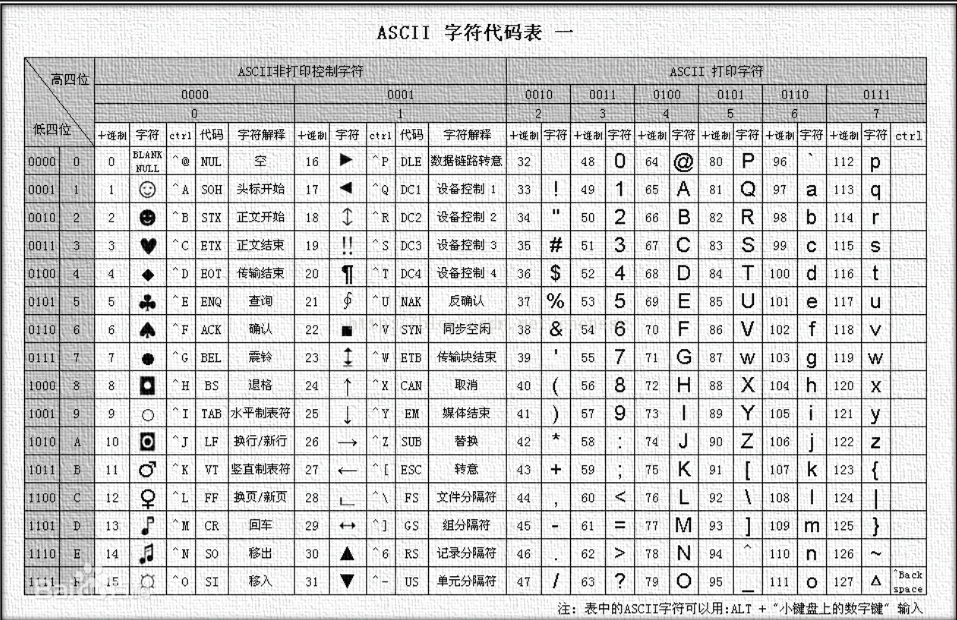 ASCII 字符代码表 一
高四位 ASCII非打印控制字符 ASCII 打印字符
0000 0001 0010 0011 0100 0101 0110 0111
低四位 0 1 2 3 4 5 6 7
十进制 字符 ctrl 代码 字符解释 十进制 字符 ctrl 代码 字符解释 十进制 字符 十进制 字符 十进制 字符 十进制 字符 十进制 字符 十进制 字符 ctrl
0000 0 0 BLANK NULL ^@ NUL 空 16 ► ^P DLE 数据链路转意 32 48 0 64 @ 80 P 96 ` 112 p
0001 1 1 ☺ ^A SOH 头标开始 17 ◄ ^Q DC1 设备控制 1 33 ! 49 1 65 A 81 Q 97 a 113 q
0010 2 2 ☻ ^B STX 正文开始 18 ↕ ^R DC2 设备控制 2 34 " 50 2 66 B 82 R 98 b 114 r
0011 3 3 ♥ ^C ETX 正文结束 19 ‼ ^S DC3 设备控制 3 35 # 51 3 67 C 83 S 99 c 115 s
0100 4 4 ♦ ^D EOT 传输结束 20 ¶ ^T DC4 设备控制 4 36 $ 52 4 68 D 84 T 100 d 116 t
0101 5 5 ♣ ^E ENQ 查询 21 ∮ ^U NAK 反确认 37 % 53 5 69 E 85 U 101 e 117 u
0110 6 6 ♠ ^F ACK 确认 22 ■ ^V SYN 同步空闲 38 & 54 6 70 F 86 V 102 f 118 v
0111 7 7 ● ^G BEL 震铃 23 ↨ ^W ETB 传输块结束 39 ' 55 7 71 G 87 w 103 g 119 w
1000 8 8 ◘ ^H BS 退格 24 ↑ ^X CAN 取消 40 ( 56 8 72 H 88 X 104 h 120 x
1001 9 9 ○ ^I TAB 水平制表符 25 ↓ ^Y EM 媒体结束 41 ) 57 9 73 I 89 Y 105 i 121 y
1010 A 10 ◙ ^J LF 换行/新行 26 → ^Z SUB 替换 42 * 58 : 74 J 90 Z 106 j 122 z
1011 B 11 ♂ ^K VT 竖直制表符 27 ← ^[ ESC 转意 43 + 59 ; 75 K 91 [ 107 k 123 {
1100 C 12 ♀ ^L FF 换页/新页 28 ∟ ^\ FS 文件分隔符 44 , 60 < 76 L 92 \ 108 l 124 |
1101 D 13 ♪ ^M CR 回车 29 ↔ ^] GS 组分隔符 45 - 61 = 77 M 93 ] 109 m 125 }
1110 E 14 ♫ ^N SO 移出 30 ▲ ^6 RS 记录分隔符 46 . 62 > 78 N 94 ^ 110 n 126 ~
1111 F 15 ☼ ^O SI 移入 31 ▼ ^- US 单元分隔符 47 / 63 ? 79 O 95 _ 111 o 127 Δ ^Back space
注: 表中的ASCII字符可以用:ALT + "小键盘上的数字键" 输入